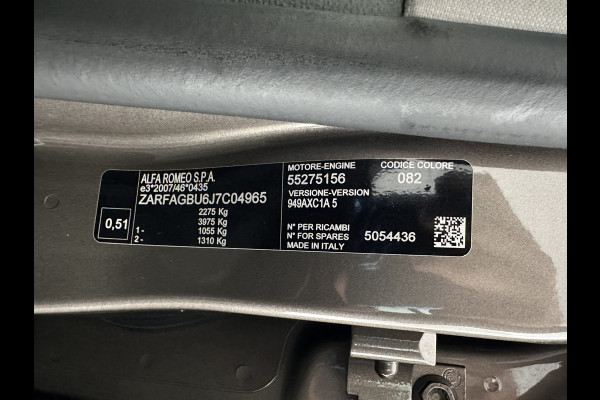 ALFA ROMEO S.P.A.
e3*2007/46*0435
ZARFAGBU6J7C04965
2275 Kg
3975 Kg
1- 1055 Kg
2- 1310 Kg
0,51
MOTORE-ENGINE
55275156
VERSIONE-VERSION
949AXC1A 5
CODICE COLORE
082
N° PER RICAMBI
N° FOR SPARES
MADE IN ITALY
5054436